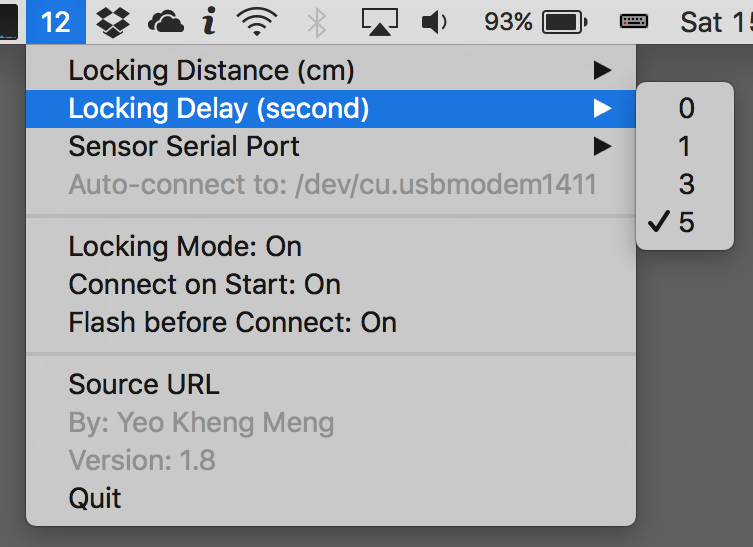 12 i 93% Sat 15
Locking Distance (cm)
Locking Delay (second)
0
1
3
5
Sensor Serial Port
Auto-connect to: /dev/cu.usbmodem1411
Locking Mode: On
Connect on Start: On
Flash before Connect: On
Source URL
By: Yeo Kheng Meng
Version: 1.8
Quit